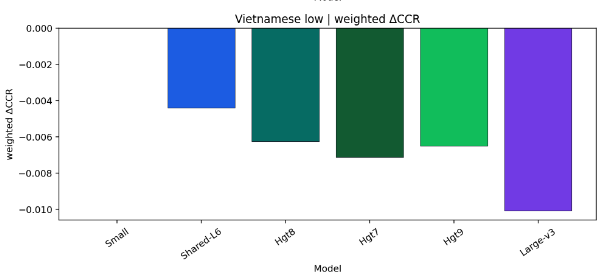 Vietnamese low | weighted ΔCCR
weighted ΔCCR
0.000
−0.002
−0.004
−0.006
−0.008
−0.010
Small
Shared-L6
Hgt8
Hgt7
Hgt9
Large-v3
Model